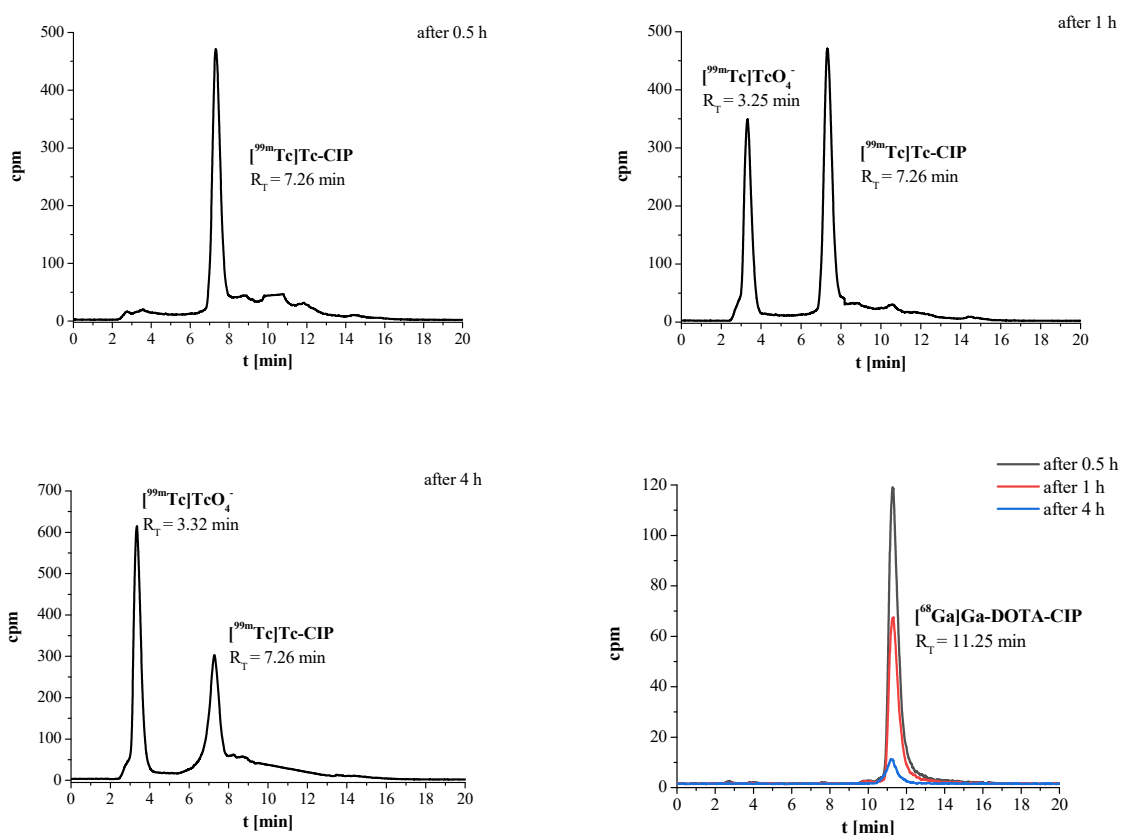 after 0.5 h
500
400
300
200
100
0
cpm
[⁹⁹ᵐTc]Tc-CIP
R_T = 7.26 min
0 2 4 6 8 10 12 14 16 18 20
t [min]
after 1 h
500
400
300
200
100
0
cpm
[⁹⁹ᵐTc]TcO₄⁻
R_T = 3.25 min
[⁹⁹ᵐTc]Tc-CIP
R_T = 7.26 min
0 2 4 6 8 10 12 14 16 18 20
t [min]
after 4 h
700
600
500
400
300
200
100
0
cpm
[⁹⁹ᵐTc]TcO₄⁻
R_T = 3.32 min
[⁹⁹ᵐTc]Tc-CIP
R_T = 7.26 min
0 2 4 6 8 10 12 14 16 18 20
t [min]
after 0.5 h
after 1 h
after 4 h
120
100
80
60
40
20
0
cpm
[⁶⁸Ga]Ga-DOTA-CIP
R_T = 11.25 min
0 2 4 6 8 10 12 14 16 18 20
t [min]